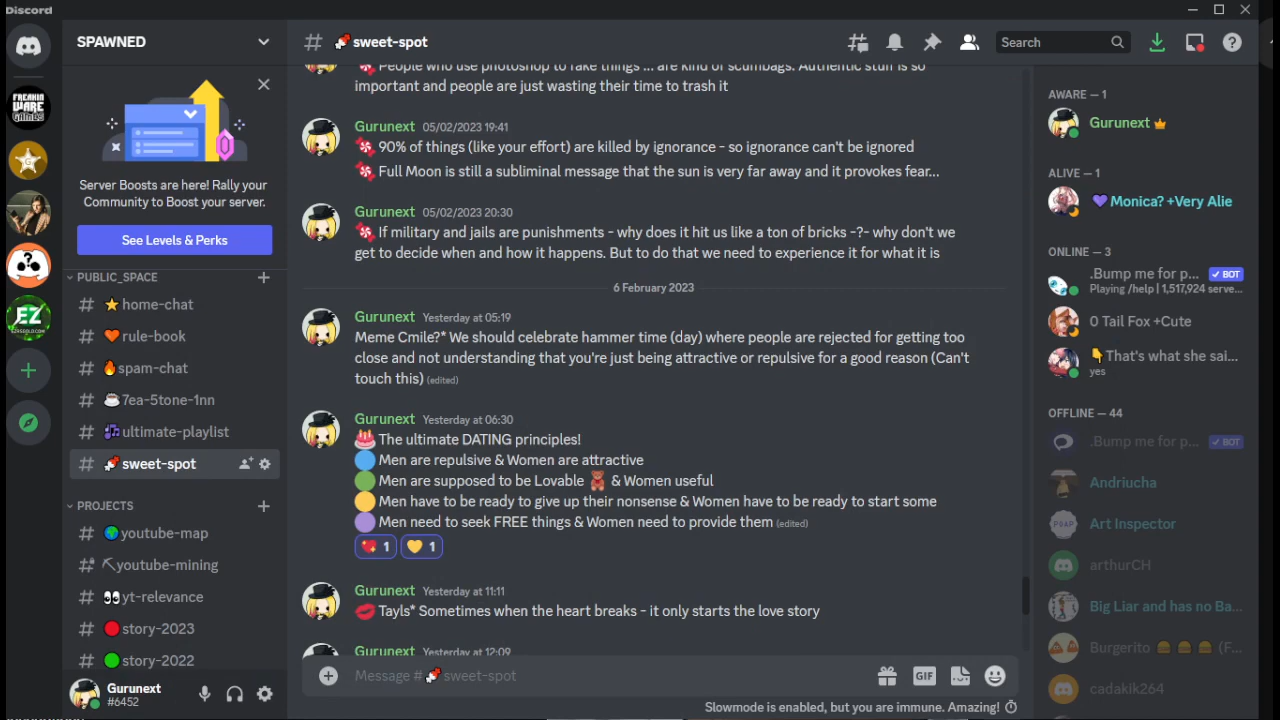 Discord
SPAWNED
# sweet-spot
Search
Server Boosts are here! Rally your
Community to Boost your server.
See Levels & Perks
PUBLIC_SPACE
# ⭐home-chat
# 🧡rule-book
# 🔥spam-chat
# ☕7ea-5tone-1nn
# 🎶ultimate-playlist
# sweet-spot
PROJECTS
# 🌍youtube-map
# ⛏youtube-mining
# 👀yt-relevance
# 🔴story-2023
# 🟢story-2022
Gurunext
#6452
FREAKIN
WARE
GAMES
G
EZ
🍬 People who use photoshop to fake things ... are kind of scumbags. Authentic stuff is so
important and people are just wasting their time to trash it
Gurunext 05/02/2023 19:41
🍬 90% of things (like your effort) are killed by ignorance - so ignorance can't be ignored
🍬 Full Moon is still a subliminal message that the sun is very far away and it provokes fear...
Gurunext 05/02/2023 20:30
🍬 If military and jails are punishments - why does it hit us like a ton of bricks -?- why don't we
get to decide when and how it happens. But to do that we need to experience it for what it is
6 February 2023
Gurunext Yesterday at 05:19
Meme Cmile?* We should celebrate hammer time (day) where people are rejected for getting too
close and not understanding that you're just being attractive or repulsive for a good reason (Can't
touch this) (edited)
Gurunext Yesterday at 06:30
🎂 The ultimate DATING principles!
🔵 Men are repulsive & Women are attractive
🟢 Men are supposed to be Lovable 🧸 & Women useful
🟡 Men have to be ready to give up their nonsense & Women have to be ready to start some
🟣 Men need to seek FREE things & Women need to provide them (edited)
💖 1 💛 1
Gurunext Yesterday at 11:11
💋 Tayls* Sometimes when the heart breaks - it only starts the love story
Gurunext Yesterday at 12:09
Message # sweet-spot
GIF
Slowmode is enabled, but you are immune. Amazing!
AWARE — 1
Gurunext
ALIVE — 1
💜Monica? +Very Alie
ONLINE — 3
.Bump me for p... ✓ BOT
Playing /help | 1,517,924 serve...
0 Tail Fox +Cute
👇That's what she sai...
yes
OFFLINE — 44
.Bump me for p... ✓ BOT
Andriucha
Art Inspector
arthurCH
Big Liar and has no Ba...
Burgerito 🍔 🍔 🍔 (F...
cadakik264